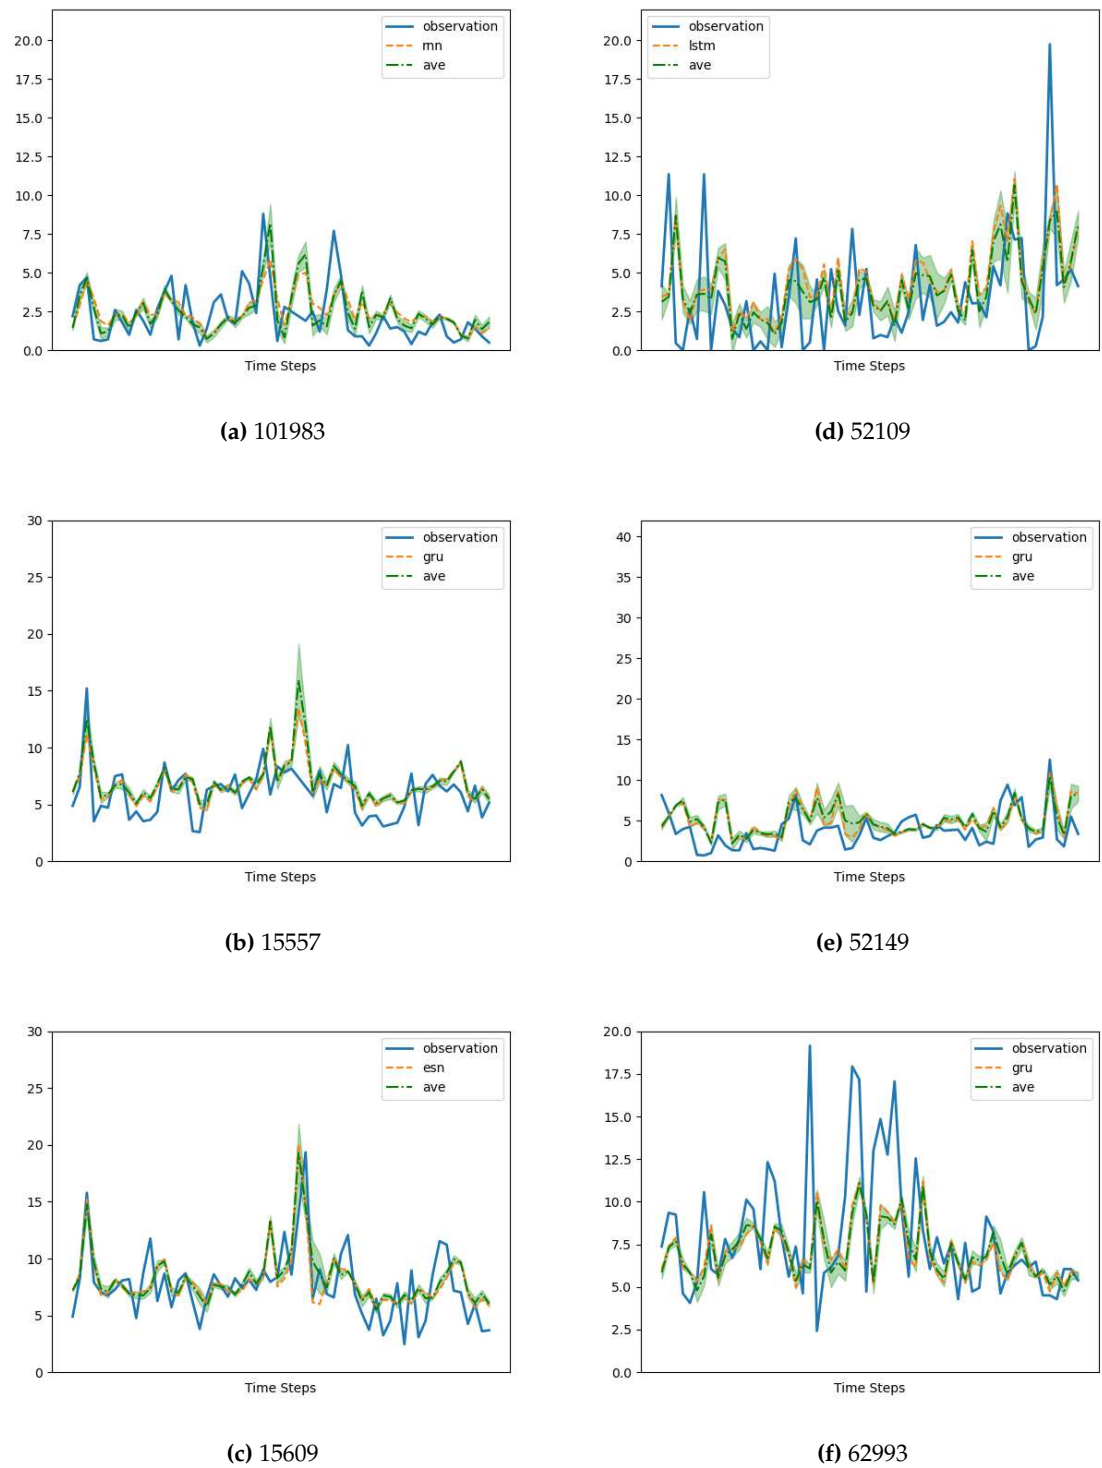 20.0
17.5
15.0
12.5
10.0
7.5
5.0
2.5
0.0
observation
rnn
ave
Time Steps
(a) 101983
20.0
17.5
15.0
12.5
10.0
7.5
5.0
2.5
0.0
observation
lstm
ave
Time Steps
(d) 52109
30
25
20
15
10
5
0
observation
gru
ave
Time Steps
(b) 15557
40
35
30
25
20
15
10
5
0
observation
gru
ave
Time Steps
(e) 52149
30
25
20
15
10
5
0
observation
esn
ave
Time Steps
(c) 15609
20.0
17.5
15.0
12.5
10.0
7.5
5.0
2.5
0.0
observation
gru
ave
Time Steps
(f) 62993